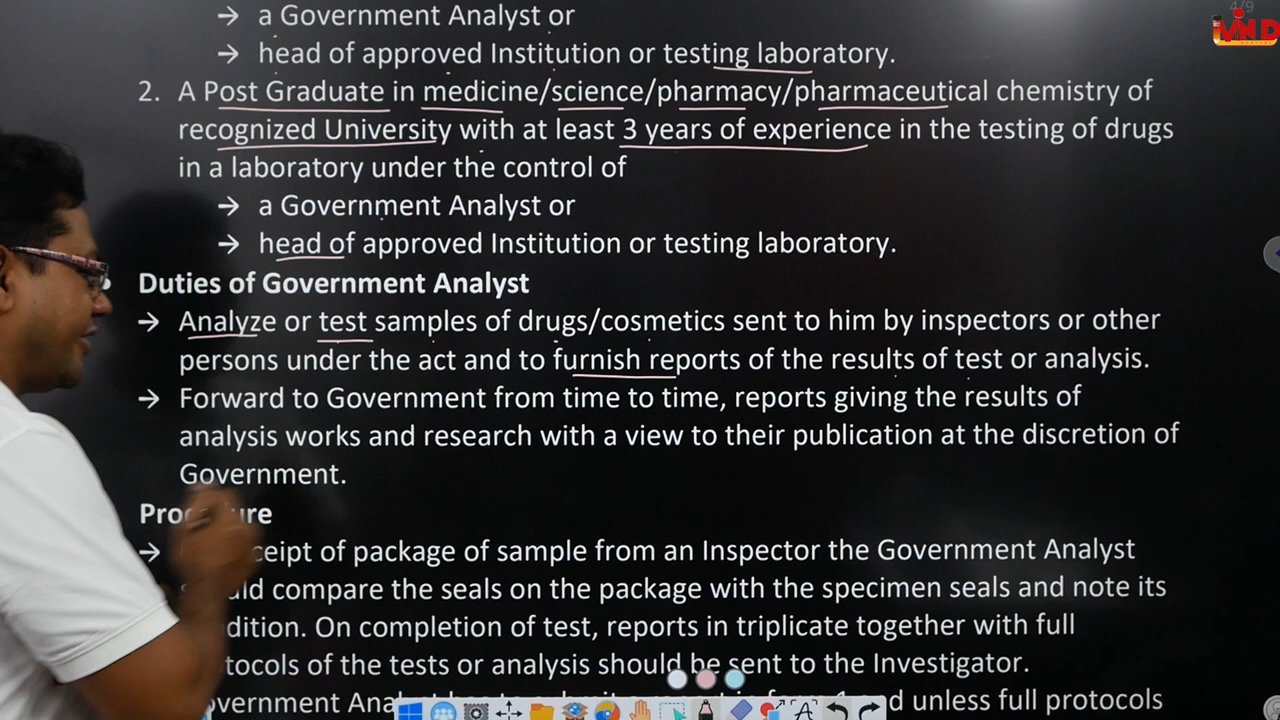 → a Government Analyst or
→ head of approved Institution or testing laboratory.
2. A Post Graduate in medicine/science/pharmacy/pharmaceutical chemistry of
recognized University with at least 3 years of experience in the testing of drugs
in a laboratory under the control of
→ a Government Analyst or
→ head of approved Institution or testing laboratory.
• Duties of Government Analyst
→ Analyze or test samples of drugs/cosmetics sent to him by inspectors or other
persons under the act and to furnish reports of the results of test or analysis.
→ Forward to Government from time to time, reports giving the results of
analysis works and research with a view to their publication at the discretion of
Government.
→ of package of sample from an Inspector the Government Analyst
compare the seals on the package with the specimen seals and note its
On completion of test, reports in triplicate together with full
of the tests or analysis should be sent to the Investigator.
unless full protocols
4/9